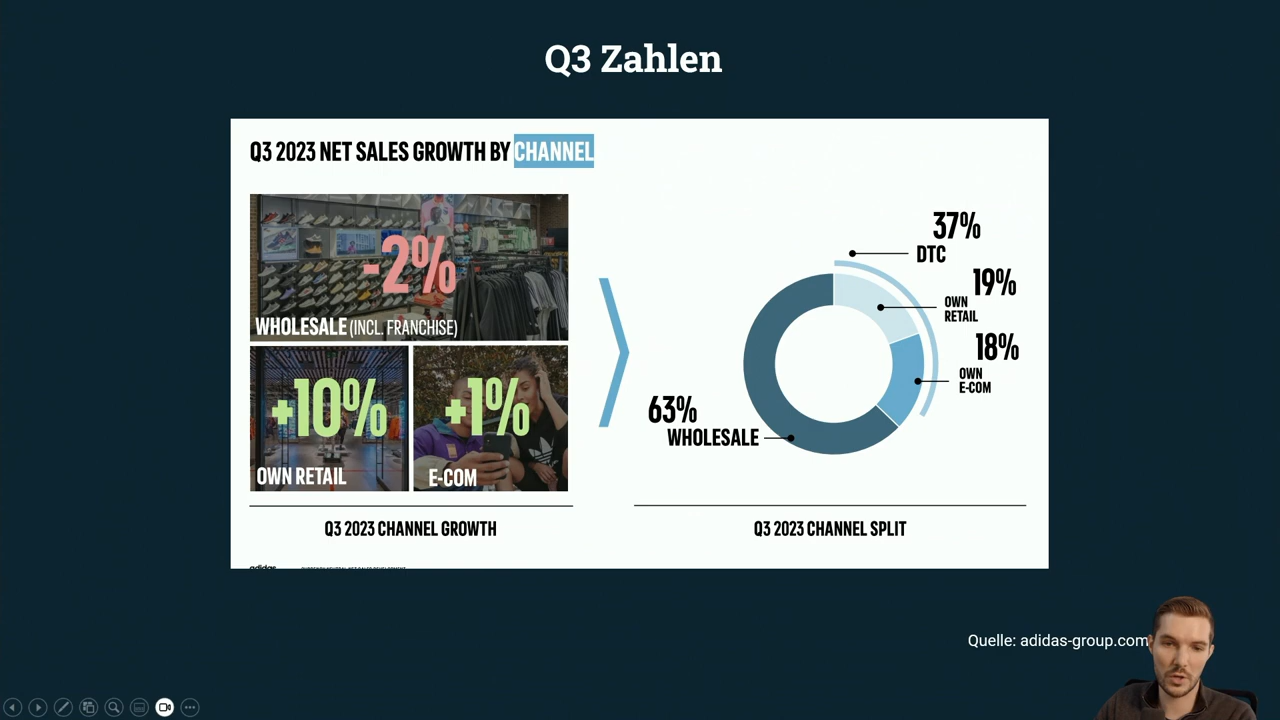 Q3 Zahlen
Q3 2023 NET SALES GROWTH BY CHANNEL
-2%
WHOLESALE (INCL. FRANCHISE)
+10%
OWN RETAIL
+1%
E-COM
Q3 2023 CHANNEL GROWTH
37%
DTC
19%
OWN
RETAIL
18%
OWN
E-COM
63%
WHOLESALE
Q3 2023 CHANNEL SPLIT
adidas
Quelle: adidas-group.com